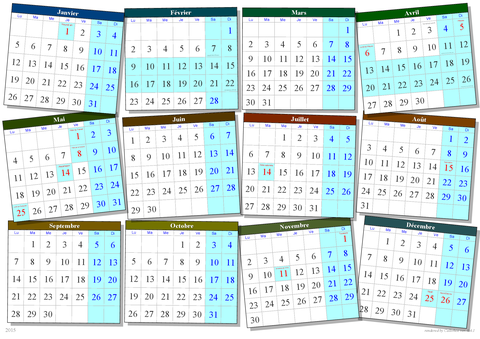 Janvier
Lu Ma Me Je Ve Sa Di
1 2 3 4
5 6 7 8 9 10 11
12 13 14 15 16 17 18
19 20 21 22 23 24 25
26 27 28 29 30 31
Février
Lu Ma Me Je Ve Sa Di
1
2 3 4 5 6 7 8
9 10 11 12 13 14 15
16 17 18 19 20 21 22
23 24 25 26 27 28
Mars
Lu Ma Me Je Ve Sa Di
1
2 3 4 5 6 7 8
9 10 11 12 13 14 15
16 17 18 19 20 21 22
23 24 25 26 27 28 29
30 31
Avril
Lu Ma Me Je Ve Sa Di
1 2 3 4 5
6 7 8 9 10 11 12
13 14 15 16 17 18 19
20 21 22 23 24 25 26
27 28 29 30
Mai
Lu Ma Me Je Ve Sa Di
1 2 3
4 5 6 7 8 9 10
11 12 13 14 15 16 17
18 19 20 21 22 23 24
25 26 27 28 29 30 31
Juin
Lu Ma Me Je Ve Sa Di
1 2 3 4 5 6 7
8 9 10 11 12 13 14
15 16 17 18 19 20 21
22 23 24 25 26 27 28
29 30
Juillet
Lu Ma Me Je Ve Sa Di
1 2 3 4 5
6 7 8 9 10 11 12
13 14 15 16 17 18 19
20 21 22 23 24 25 26
27 28 29 30 31
Août
Lu Ma Me Je Ve Sa Di
1 2
3 4 5 6 7 8 9
10 11 12 13 14 15 16
17 18 19 20 21 22 23
24 25 26 27 28 29 30
31
Septembre
Lu Ma Me Je Ve Sa Di
1 2 3 4 5 6
7 8 9 10 11 12 13
14 15 16 17 18 19 20
21 22 23 24 25 26 27
28 29 30
Octobre
Lu Ma Me Je Ve Sa Di
1 2 3 4
5 6 7 8 9 10 11
12 13 14 15 16 17 18
19 20 21 22 23 24 25
26 27 28 29 30 31
Novembre
Lu Ma Me Je Ve Sa Di
1
2 3 4 5 6 7 8
9 10 11 12 13 14 15
16 17 18 19 20 21 22
23 24 25 26 27 28 29
30
Décembre
Lu Ma Me Je Ve Sa Di
1 2 3 4 5 6
7 8 9 10 11 12 13
14 15 16 17 18 19 20
21 22 23 24 25 26 27
28 29 30 31
2015